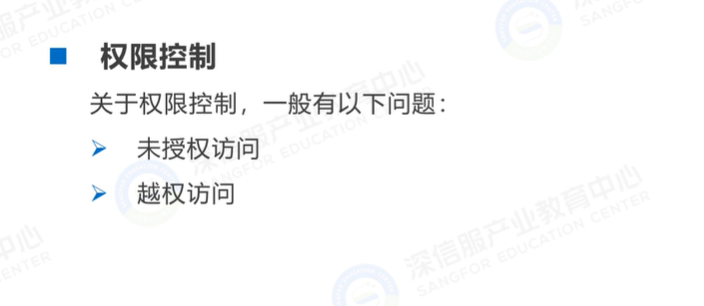 ■ 权限控制
关于权限控制，一般有以下问题：
➢ 未授权访问
➢ 越权访问
深信服产业教育中心
SANGFOR EDUCATION CENTER